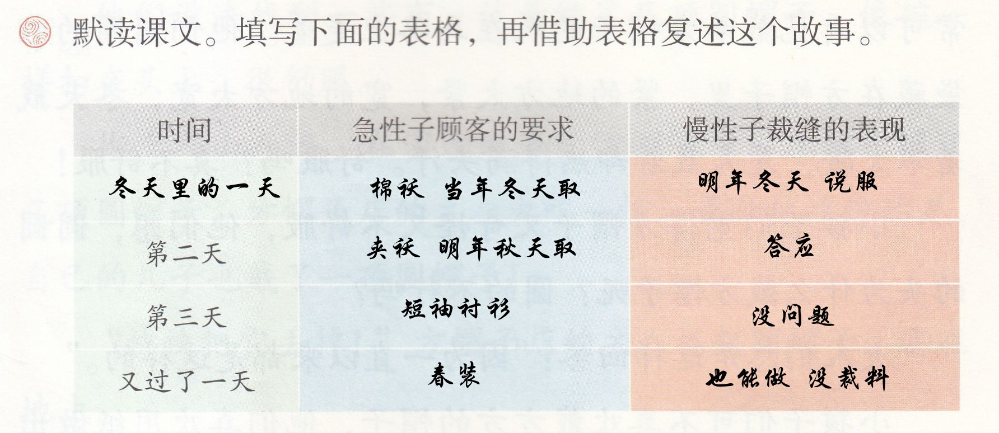 默读课文。填写下面的表格，再借助表格复述这个故事。
时间 急性子顾客的要求 慢性子裁缝的表现
冬天里的一天 棉袄 当年冬天取 明年冬天 说服
第二天 夹袄 明年秋天取 答应
第三天 短袖衬衫 没问题
又过了一天 春装 也能做 没裁料